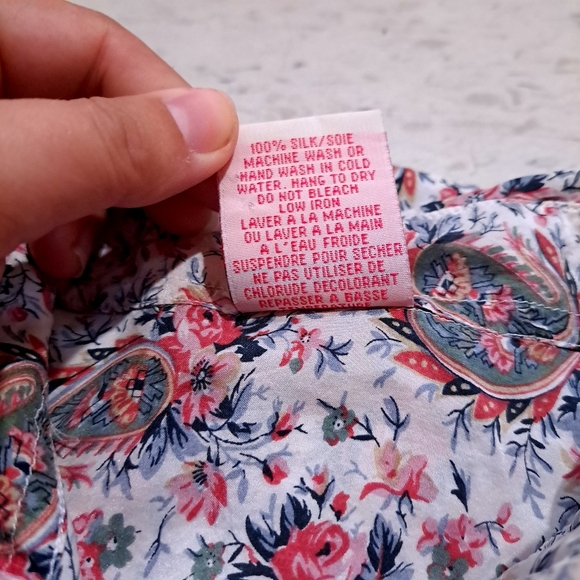 100% SILK/SOIE
MACHINE WASH OR
HAND WASH IN COLD
WATER. HANG TO DRY
DO NOT BLEACH
LOW IRON
LAVER A LA MACHINE
OU LAVER A LA MAIN
A L'EAU FROIDE
SUSPENDRE POUR SECHER
NE PAS UTILISER DE
CHLORUDE DECOLORANT
REPASSER A BASSE